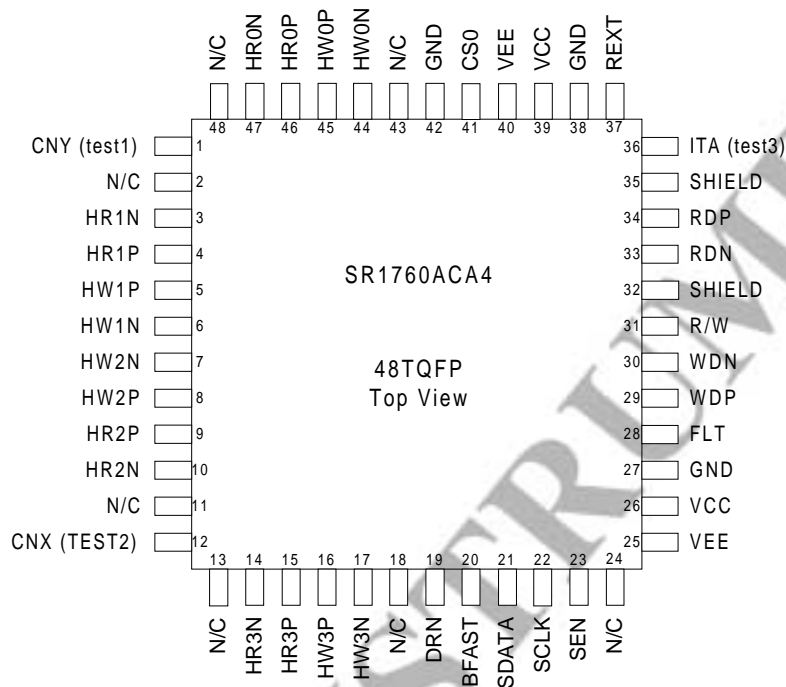 N/C HR0N HR0P HW0P HW0N N/C GND CS0 VEE VCC GND REXT
48 47 46 45 44 43 42 41 40 39 38 37
CNY (test1) 1 36 ITA (test3)
N/C 2 35 SHIELD
HR1N 3 34 RDP
HR1P 4 33 RDN
SR1760ACA4
HW1P 5 32 SHIELD
HW1N 6 31 R/W
HW2N 7 30 WDN
48TQFP
HW2P 8 29 WDP
Top View
HR2P 9 28 FLT
HR2N 10 27 GND
N/C 11 26 VCC
CNX (TEST2) 12 25 VEE
13 14 15 16 17 18 19 20 21 22 23 24
N/C HR3N HR3P HW3P HW3N N/C DRN BFAST SDATA SCLK SEN N/C